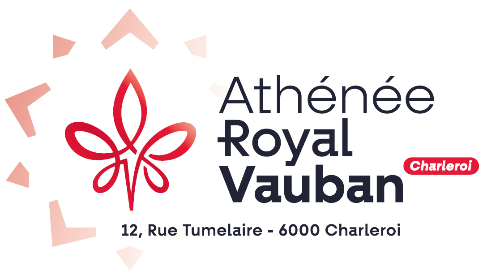 Athénée
Royal
Vauban
Charleroi
12, Rue Tumelaire - 6000 Charleroi